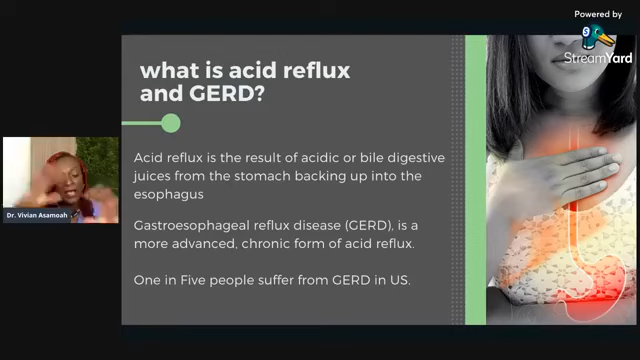 Powered by
S
StreamYard
what is acid reflux
and GERD?
Acid reflux is the result of acidic or bile digestive
juices from the stomach backing up into the
esophagus
Gastroesophageal reflux disease (GERD), is a
more advanced, chronic form of acid reflux.
One in Five people suffer from GERD in US.
Dr. Vivian Asamoah